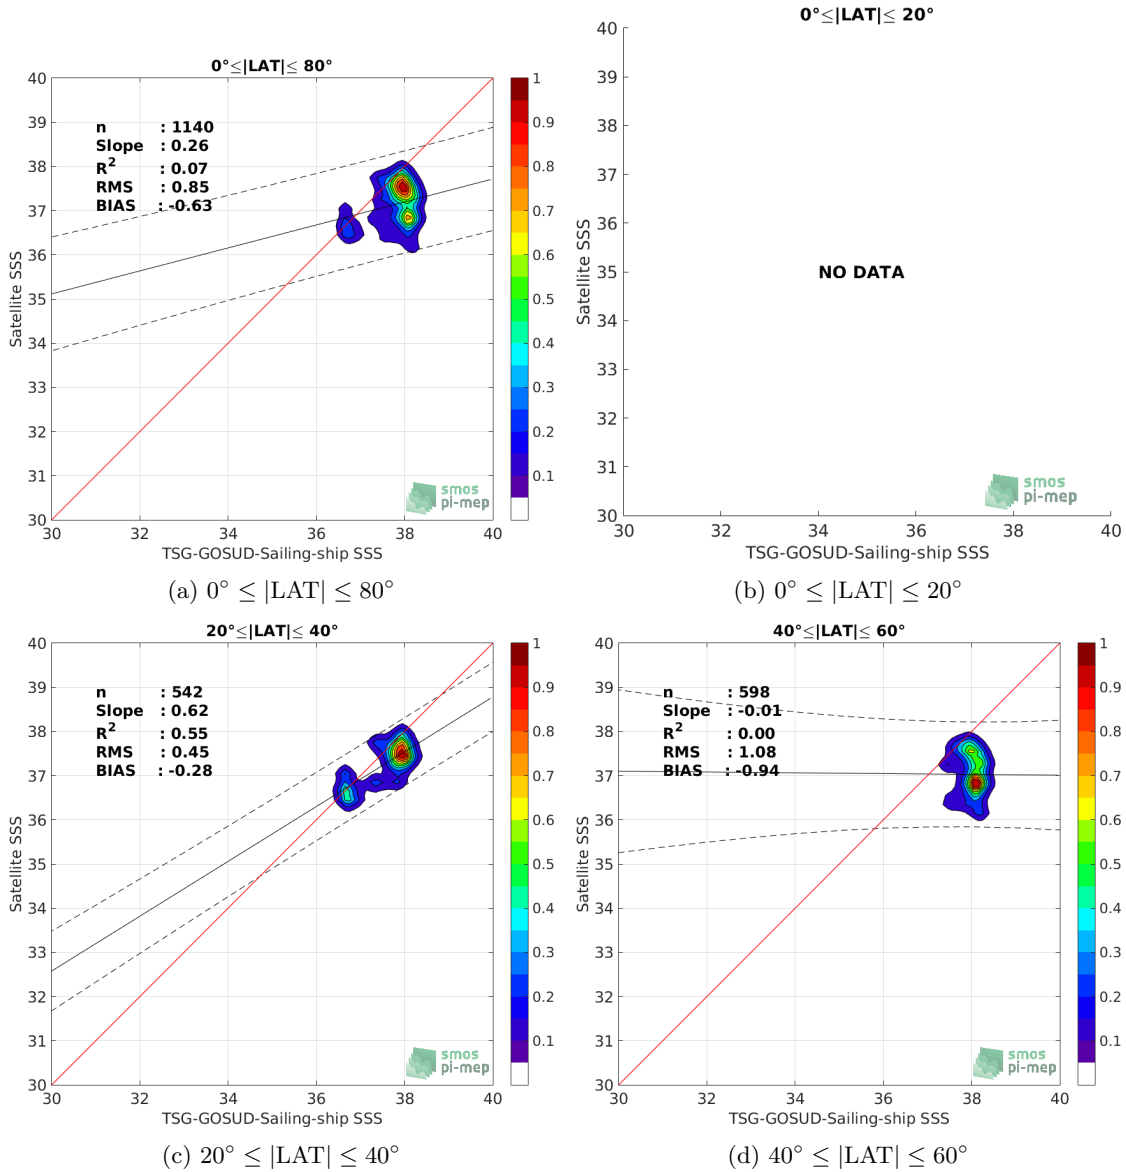 0°≤|LAT|≤ 80°
n : 1140
Slope : 0.26
R² : 0.07
RMS : 0.85
BIAS : -0.63
40
39
38
37
36
35
34
33
32
31
30
30 32 34 36 38 40
Satellite SSS
TSG-GOSUD-Sailing-ship SSS
1
0.9
0.8
0.7
0.6
0.5
0.4
0.3
0.2
0.1
smos
pi-mep
(a) 0° ≤ |LAT| ≤ 80°
0°≤|LAT|≤ 20°
40
39
38
37
36
35
34
33
32
31
30
30 32 34 36 38 40
Satellite SSS
NO DATA
TSG-GOSUD-Sailing-ship SSS
smos
pi-mep
(b) 0° ≤ |LAT| ≤ 20°
20°≤|LAT|≤ 40°
n : 542
Slope : 0.62
R² : 0.55
RMS : 0.45
BIAS : -0.28
40
39
38
37
36
35
34
33
32
31
30
30 32 34 36 38 40
Satellite SSS
TSG-GOSUD-Sailing-ship SSS
1
0.9
0.8
0.7
0.6
0.5
0.4
0.3
0.2
0.1
smos
pi-mep
(c) 20° ≤ |LAT| ≤ 40°
40°≤|LAT|≤ 60°
n : 598
Slope : -0.01
R² : 0.00
RMS : 1.08
BIAS : -0.94
40
39
38
37
36
35
34
33
32
31
30
30 32 34 36 38 40
Satellite SSS
TSG-GOSUD-Sailing-ship SSS
1
0.9
0.8
0.7
0.6
0.5
0.4
0.3
0.2
0.1
smos
pi-mep
(d) 40° ≤ |LAT| ≤ 60°